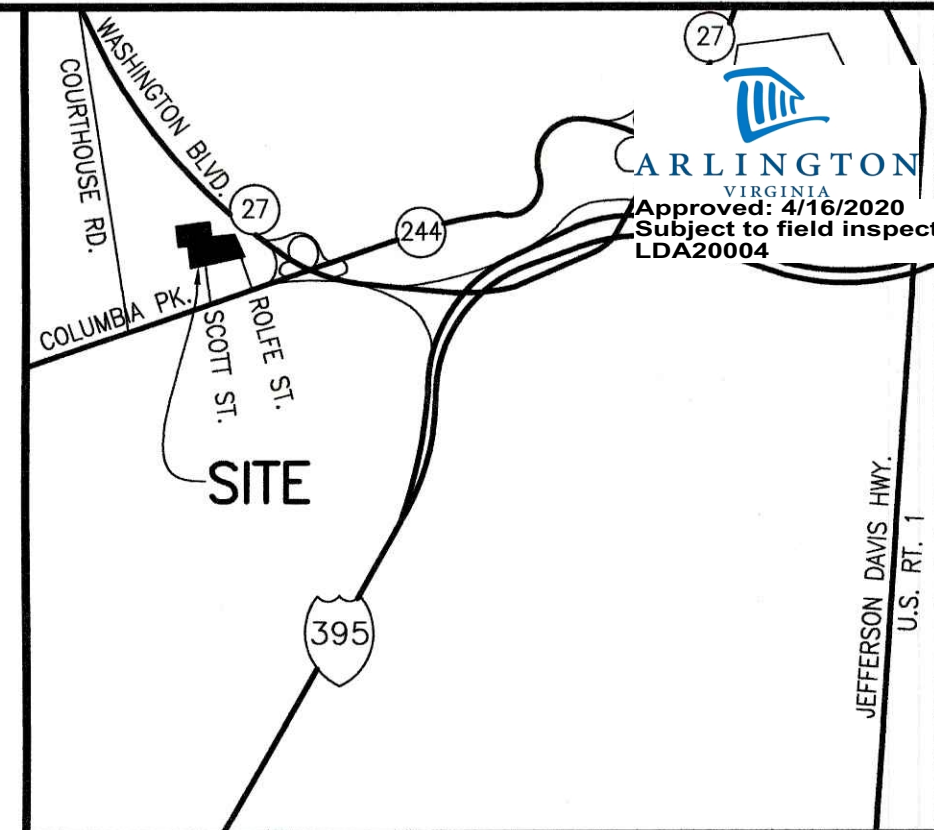 27
ARLINGTON
VIRGINIA
Approved: 4/16/2020
Subject to field inspect
LDA20004
WASHINGTON BLVD.
COURTHOUSE RD.
27
244
COLUMBIA PK.
SCOTT ST.
ROLFE ST.
SITE
395
JEFFERSON DAVIS HWY.
U.S. RT. 1